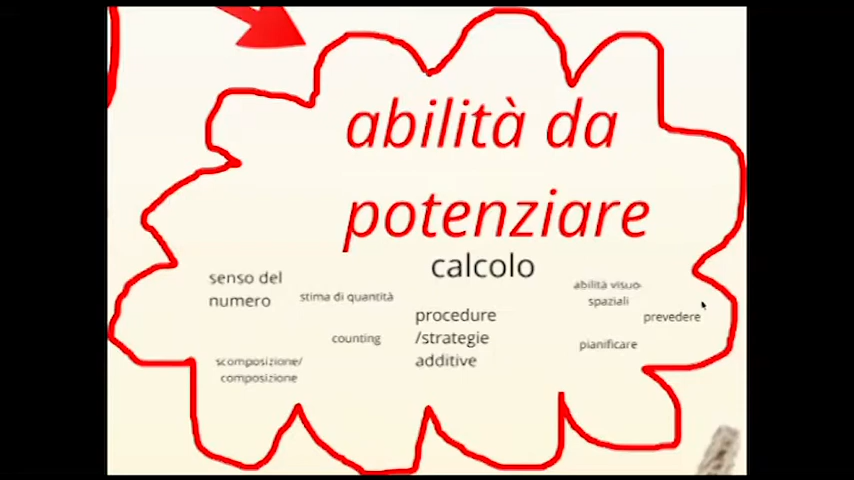 abilità da
potenziare
calcolo
senso del
numero
stima di quantità
counting
scomposizione/
composizione
procedure
/strategie
additive
abilità visuo-
spaziali
prevedere
pianificare